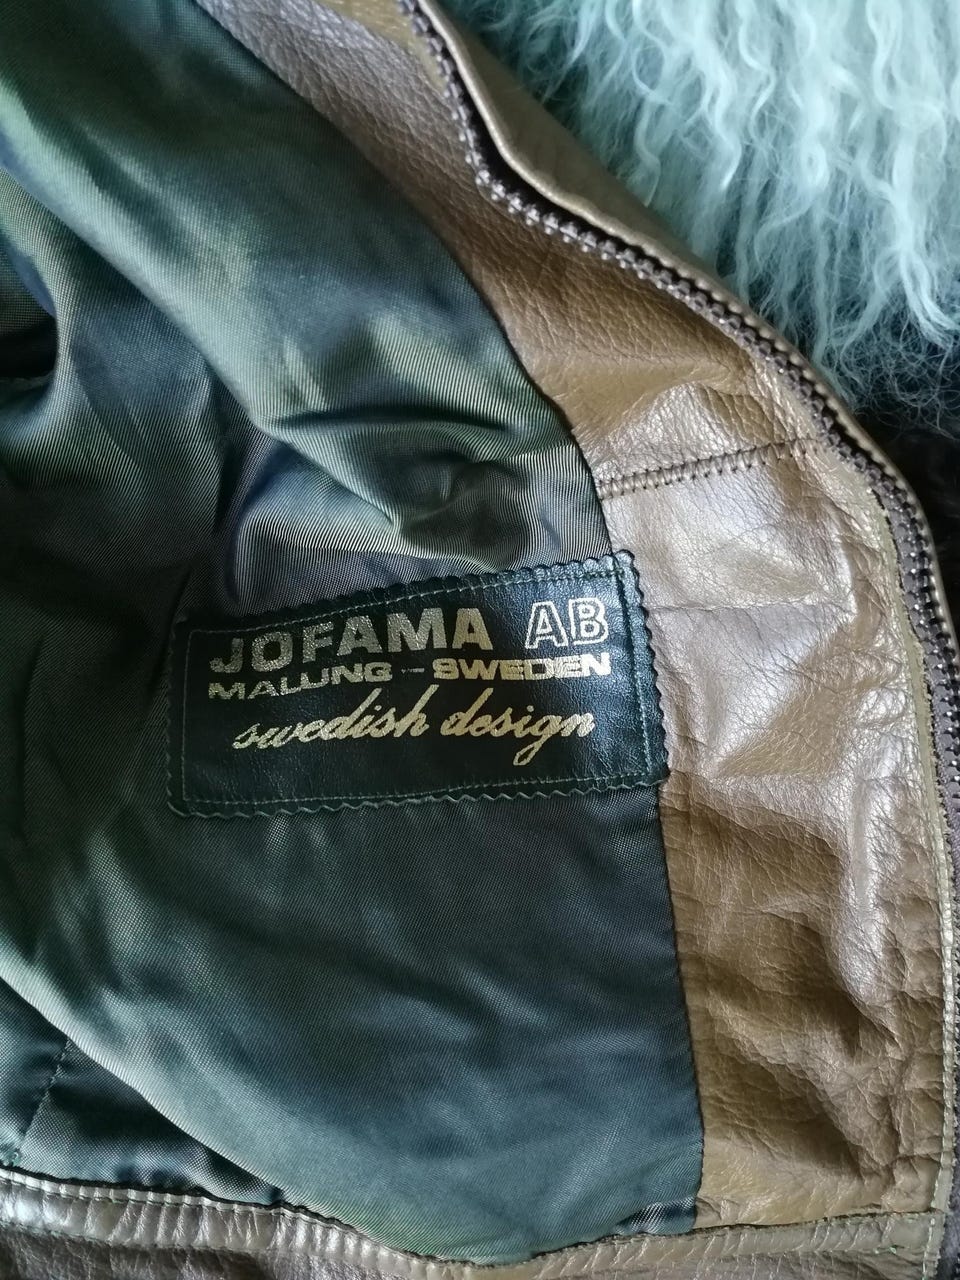 JOFAMA AB
MALUNG - SWEDEN
swedish design